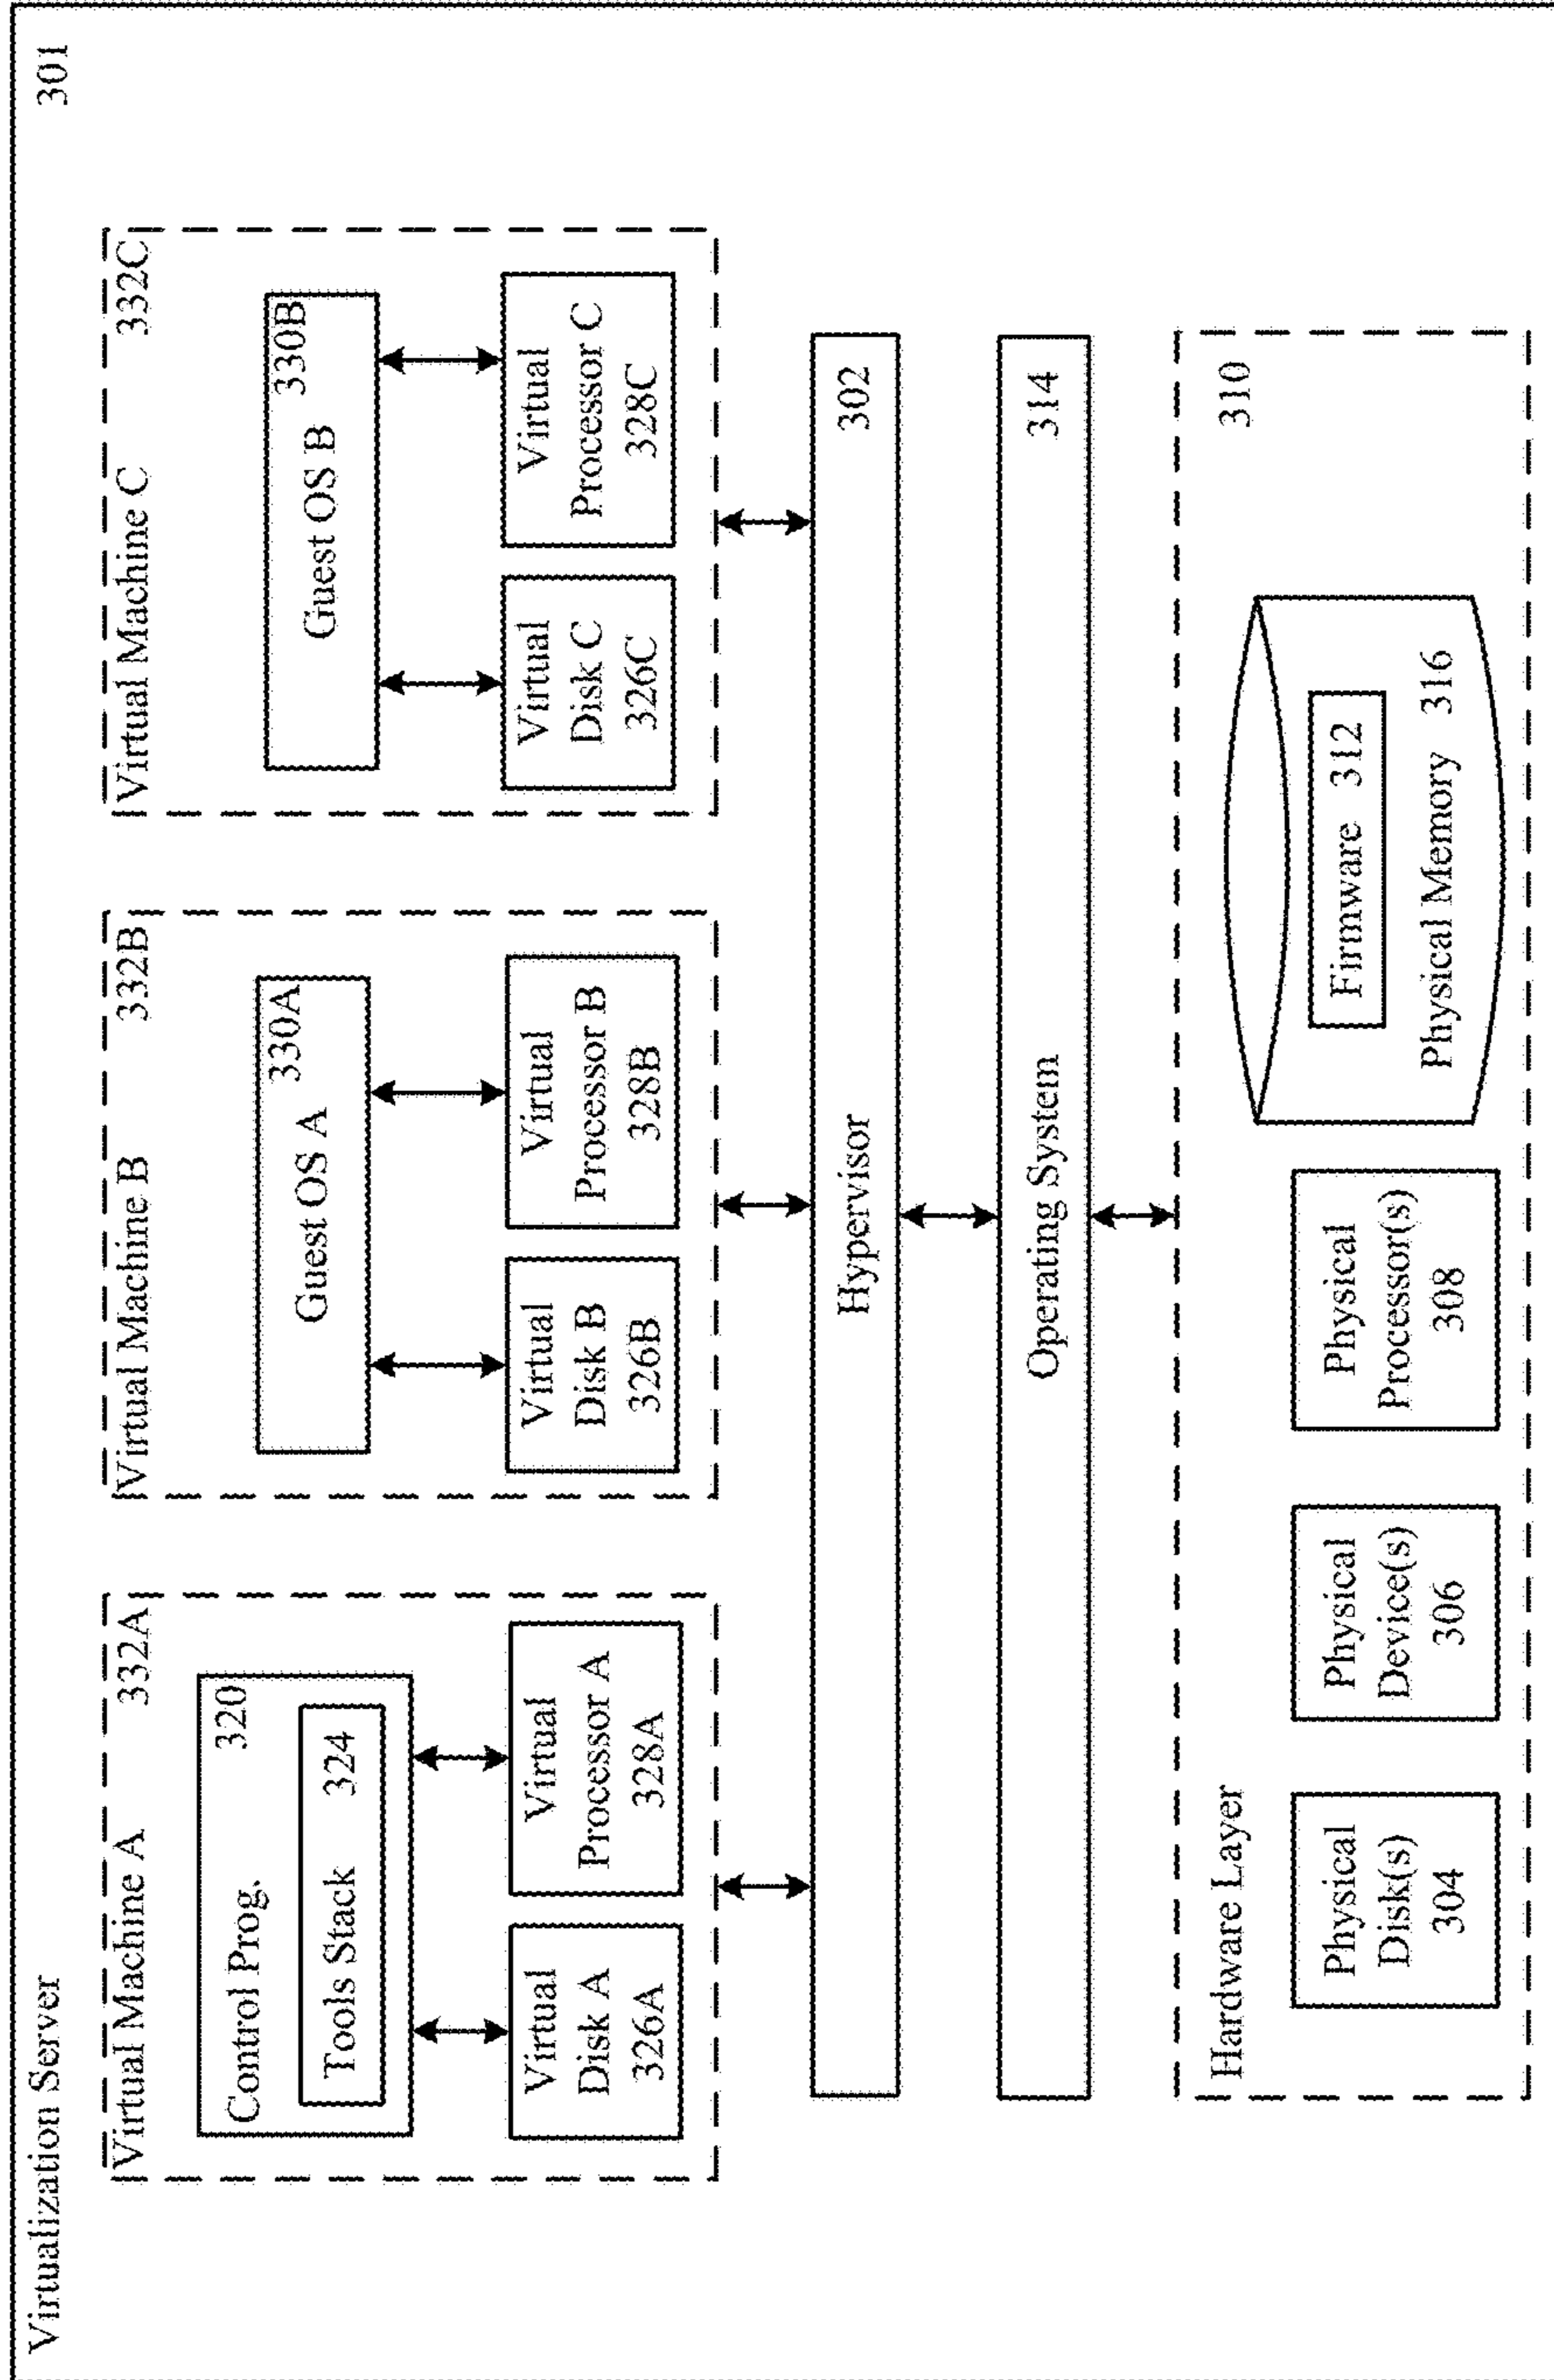 Virtualization Server
301
Virtual Machine A 332A
Control Prog.
320
Tools Stack 324
Virtual
Disk A
326A
Virtual
Processor A
328A
Virtual Machine B 332B
330A
Guest OS A
Virtual
Disk B
326B
Virtual
Processor B
328B
Virtual Machine C 332C
330B
Guest OS B
Virtual
Disk C
326C
Virtual
Processor C
328C
Hypervisor 302
Operating System 314
Hardware Layer 310
Physical
Disk(s)
304
Physical
Device(s)
306
Physical
Processor(s)
308
Firmware 312
Physical Memory 316